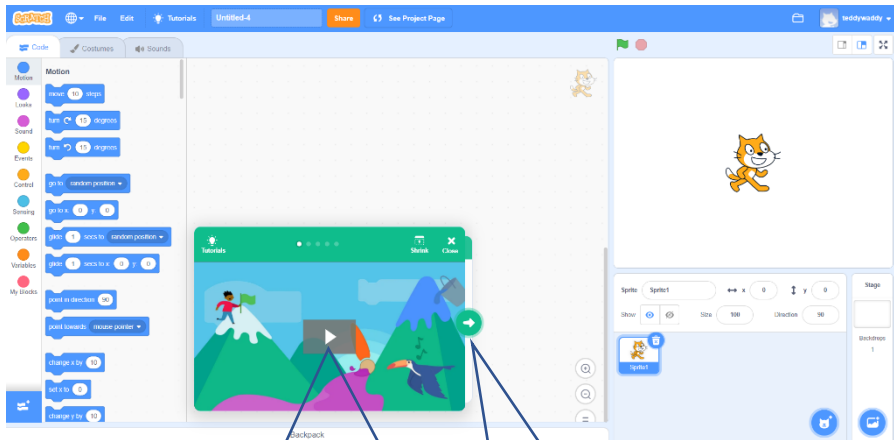 SCRATCH File Edit Tutorials Untitled-4 Share See Project Page teddywaddy
Code Costumes Sounds
Motion
Looks
Sound
Events
Control
Sensing
Operators
Variables
My Blocks
Motion
move 10 steps
turn 15 degrees
turn 15 degrees
go to random position
go to x: 0 y: 0
glide 1 secs to random position
glide 1 secs to x: 0 y: 0
point in direction 90
point towards mouse-pointer
change x by 10
set x to 0
change y by 10
Tutorials Shrink Close
Backpack
Sprite Sprite1 x 0 y 0
Show Size 100 Direction 90
Sprite1
Stage
Backdrops
1